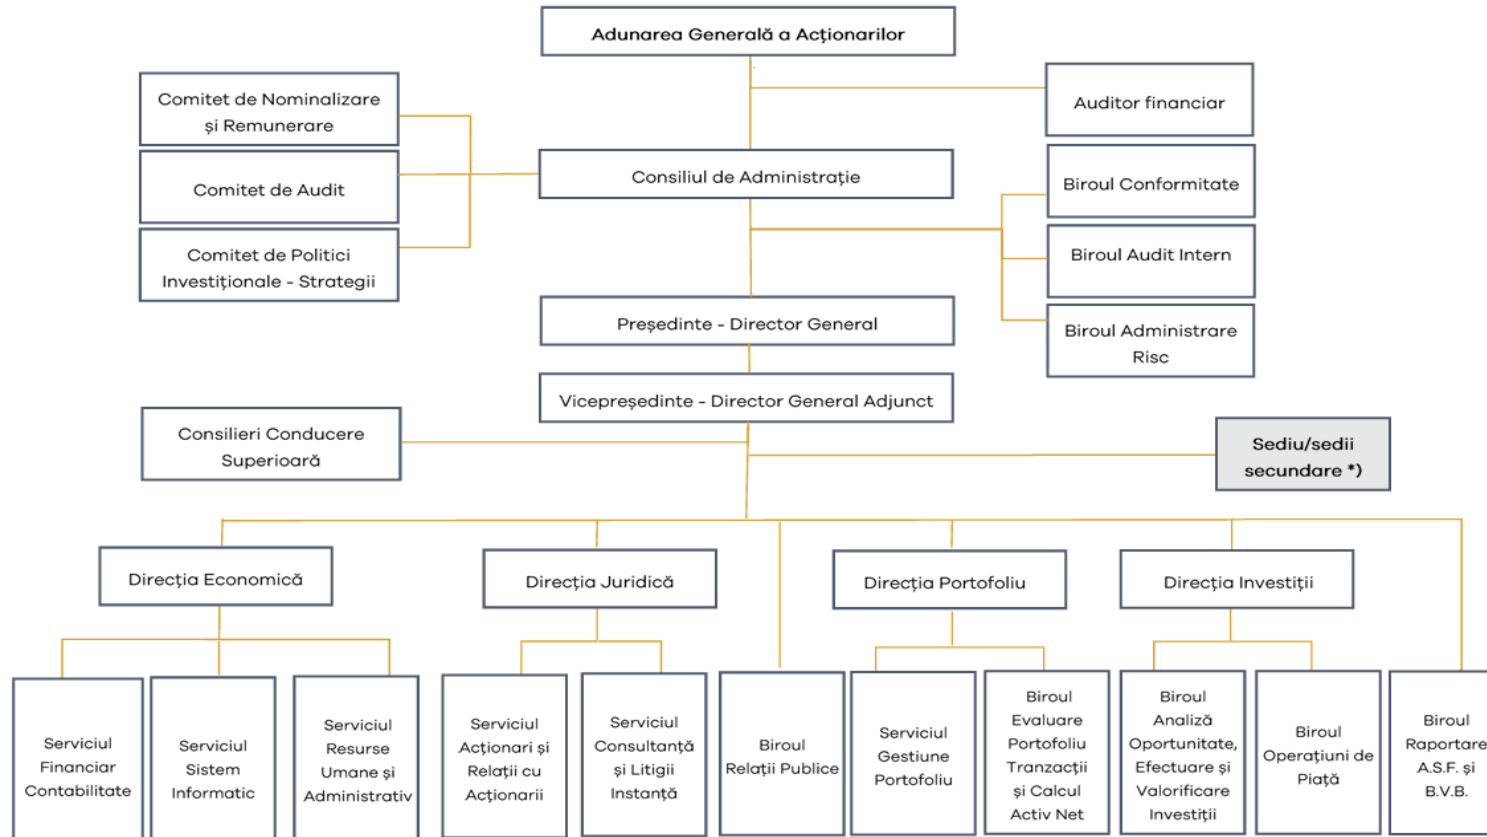 Adunarea Generală a Acționarilor
Comitet de Nominalizare
și Remunerare
Auditor financiar
Comitet de Audit
Consiliul de Administrație
Biroul Conformitate
Comitet de Politici
Investiționale - Strategii
Biroul Audit Intern
Președinte - Director General
Biroul Administrare
Risc
Vicepreședinte - Director General Adjunct
Consilieri Conducere
Superioară
Sediu/sedii
secundare *)
Direcția Economică
Direcția Juridică
Direcția Portofoliu
Direcția Investiții
Serviciul
Financiar
Contabilitate
Serviciul
Sistem
Informatic
Serviciul
Resurse
Umane și
Administrativ
Serviciul
Acționari și
Relații cu
Acționarii
Serviciul
Consultanță
și Litigii
Instanță
Biroul
Relații Publice
Serviciul
Gestiune
Portofoliu
Biroul
Evaluare
Portofoliu
Tranzacții
și Calcul
Activ Net
Biroul
Analiză
Oportunitate,
Efectuare și
Valorificare
Investiții
Biroul
Operațiuni de
Piață
Biroul
Raportare
A.S.F. și
B.V.B.